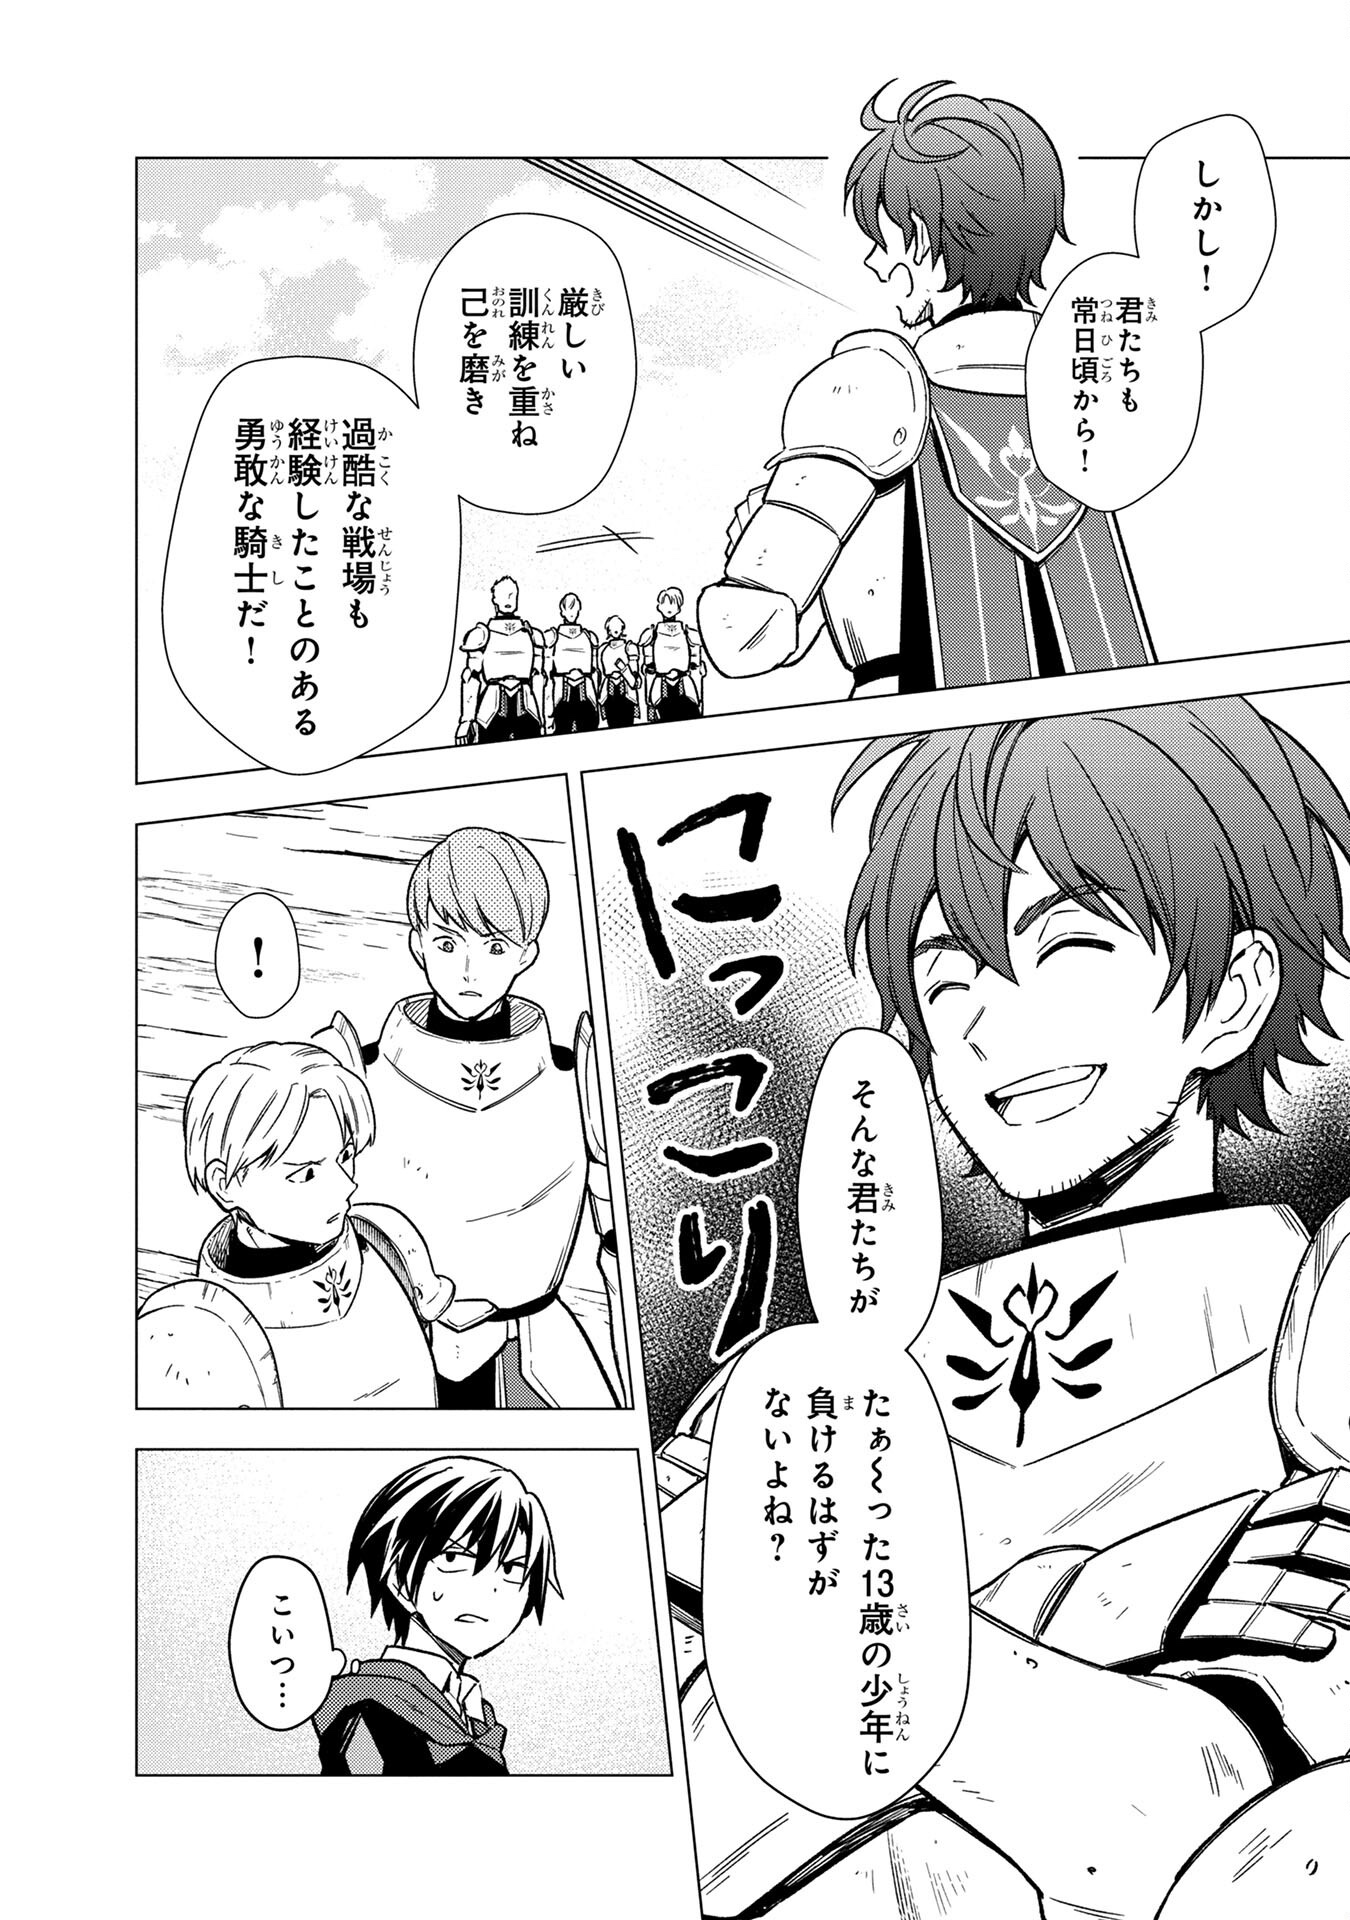 しかし！
君たちも
常日頃から！
厳しい
訓練を重ね
己を磨き
過酷な戦場も
経験したことのある
勇敢な騎士だ！
にっこり
そんな君たちが
たぁ〜った13歳の少年に
負けるはずが
ないよね？
！
こいつ…